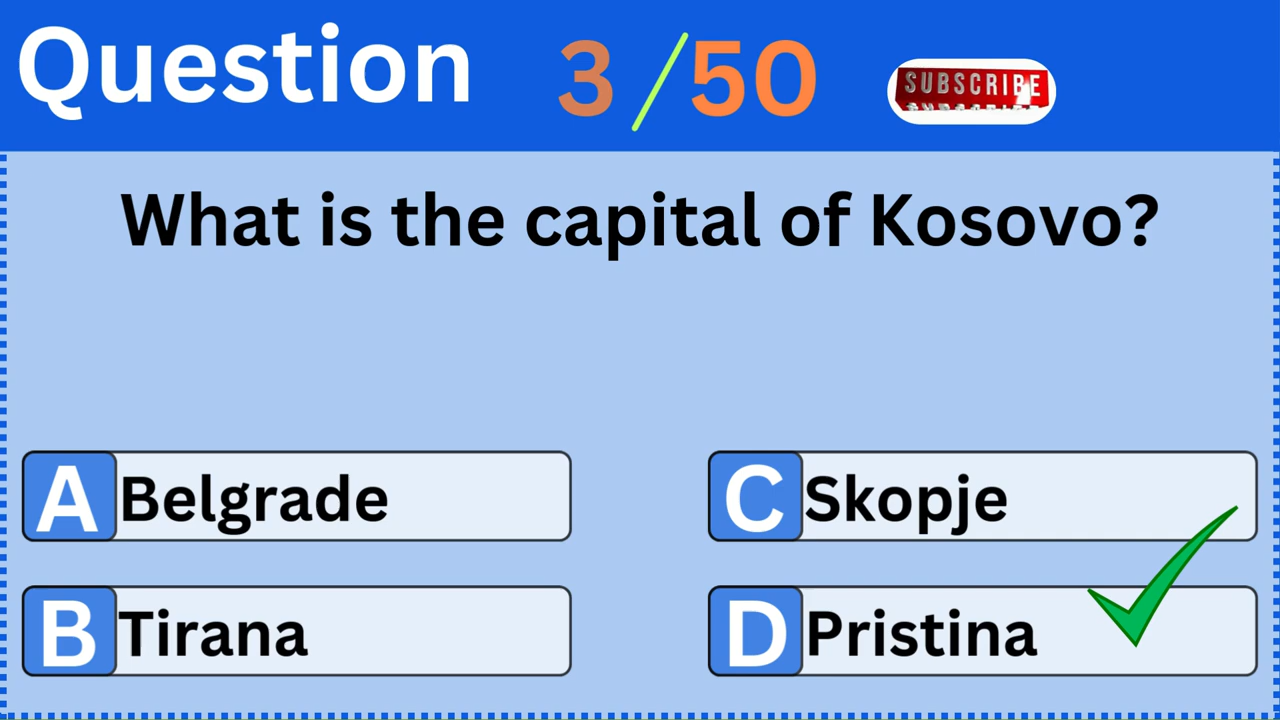 Question 3/50 SUBSCRIBE
What is the capital of Kosovo?
A Belgrade
B Tirana
C Skopje
D Pristina